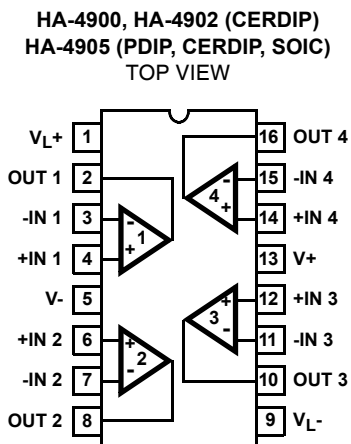 HA-4900, HA-4902 (CERDIP)
HA-4905 (PDIP, CERDIP, SOIC)
TOP VIEW
VL+ 1
OUT 1 2
-IN 1 3
+IN 1 4
V- 5
+IN 2 6
-IN 2 7
OUT 2 8
- 1 +
+ 2 -
16 OUT 4
15 -IN 4
14 +IN 4
13 V+
12 +IN 3
11 -IN 3
10 OUT 3
9 VL-
- 4 +
+ 3 -